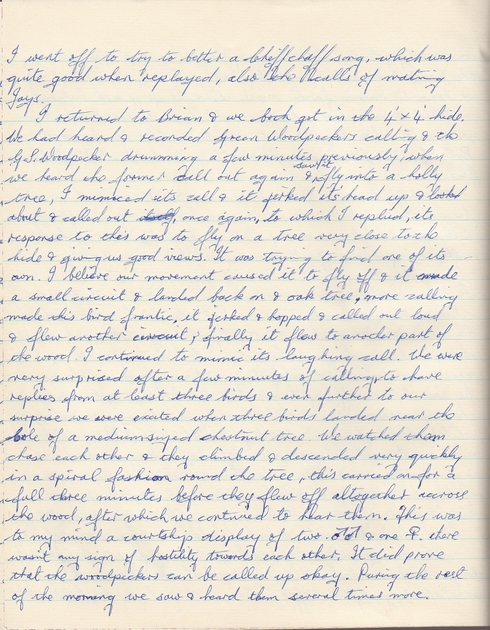 I went off to try to better a Chiffchaff song, which was
quite good when replayed, also the calls of mating
Jays.
I returned to Brian & we both got in the 4'x4' hide.
We had heard & recorded Green Woodpeckers calling & the
G.S. Woodpecker drumming a few minutes previously, when
we heard the former call out again & saw it fly into a holly
tree, I mimiced its call & it jerked its head up & looked
about & called out once again, to which I replied, its
response to this was to fly on a tree very close to the
hide & giving us good views. It was trying to find one of its
own. I believe our movement caused it to fly off & it made
a small circuit & landed back on a oak tree, more calling
made this bird frantic, it jerked & hopped & called out loud
& flew another circuit, finally it flew to another part of
the wood. I continued to mimic its laughing call. We were
very surprised after a few minutes of calling, to have
replies from at least three birds & even further to our
surprise we were excited when three birds landed near the
bole of a medium sized chestnut tree. We watched them
chase each other & they climbed & descended very quickly
in a spiral fashion round the tree, this carried on for a
full three minutes before they flew off altogether accross
the wood, after which we continued to hear them. This was
to my mind a courtship display of two ♂♂ & one ♀, there
wasn't any sign of hostility towards each other. It did prove
that the woodpeckers can be called up okay. During the rest
of the morning we saw & heard them several times more.